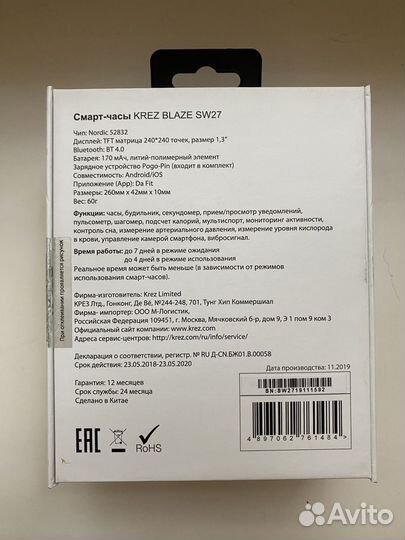 Смарт-часы KREZ BLAZE SW27
Чип: Nordic 52832
Дисплей: TFT матрица 240*240 точек, размер 1,3"
Bluetooth: BT 4.0
Батарея: 170 мАч, литий-полимерный элемент
Зарядное устройство Pogo-Pin (входит в комплект)
Совместимость: Android/iOS
Приложение (App): Da Fit
Размеры: 260мм x 42мм x 10мм
Вес: 60г
Функции: часы, будильник, секундомер, прием/просмотр уведомлений,
пульсометр, шагомер, подсчет калорий, мультиспорт, мониторинг активности,
контроль сна, измерение артериального давления, измерение уровня кислорода
в крови, управление камерой смартфона, вибросигнал.
Время работы: до 7 дней в режиме ожидания
до 4 дней в режиме использования
Реальное время может быть меньше (в зависимости от режимов
использования смарт-часов).
Фирма-изготовитель: Krez Limited
КРЕЗ Лтд., Гонконг, Де Вё, №244-248, 701, Тунг Хип Коммершиал
Фирма- импортер: ООО М-Логистик,
Российская Федерация 109451, г. Москва, Мячковский б-р, дом 9, Э 1 пом 9 ком 3
Официальный сайт компании www.krez.com
Адреса сервис-центров: http://krez.com/ru/info/service/
Декларация о соответствии, регистр. № RU Д-CN.БЖ01.В.00058
Срок действия: 23.05.2018-23.05.2020
Дата производства: 11.2019
Гарантия: 12 месяцев
Срок службы: 24 месяца
Сделано в Китае
SN:BW2719111592
EAC
RoHS
4 897062 761484
При отклеивании проявляется рисунок
Avito